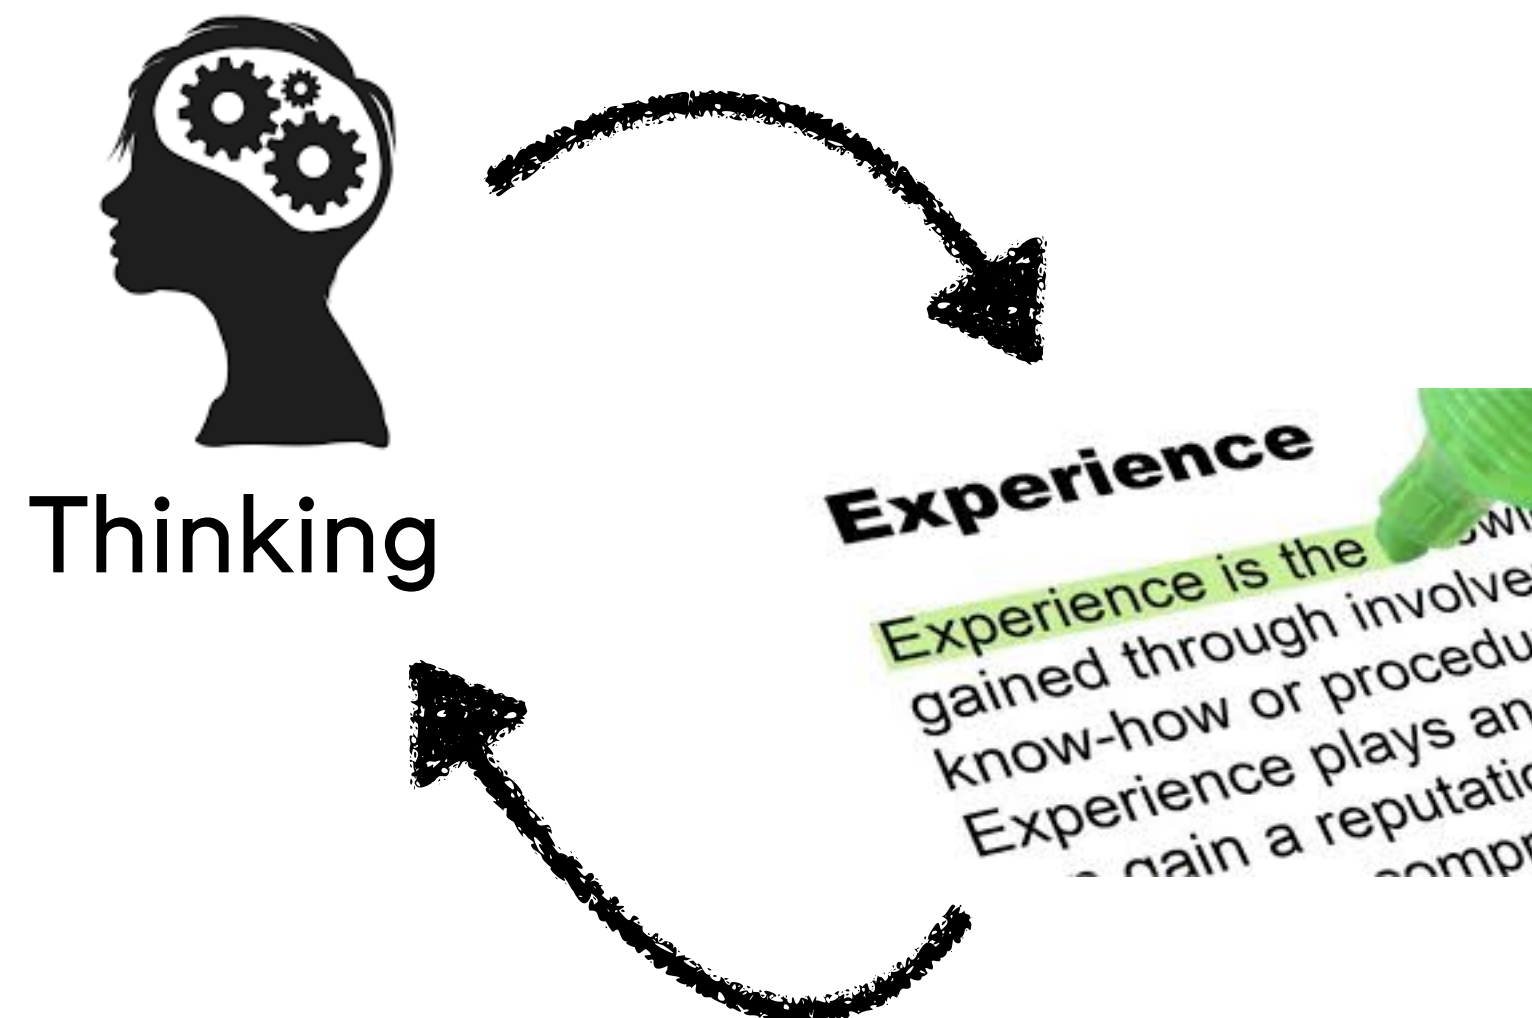 Thinking
Experience
Experience is the
gained through
know-how or
Experience plays
gain a